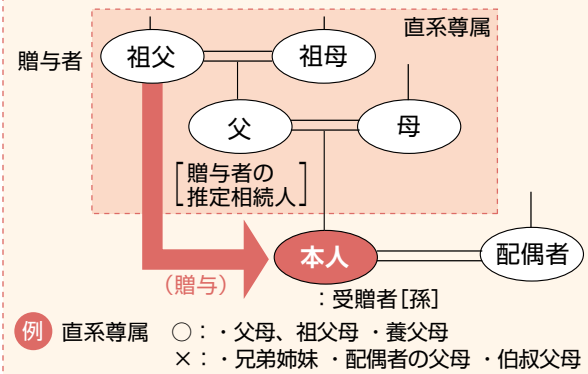 直系尊属
贈与者
祖父
祖母
父
母
[贈与者の
推定相続人]
本人
配偶者
(贈与)
:受贈者[孫]
例 直系尊属 ○:・父母、祖父母 ・養父母
×:・兄弟姉妹 ・配偶者の父母 ・伯叔父母